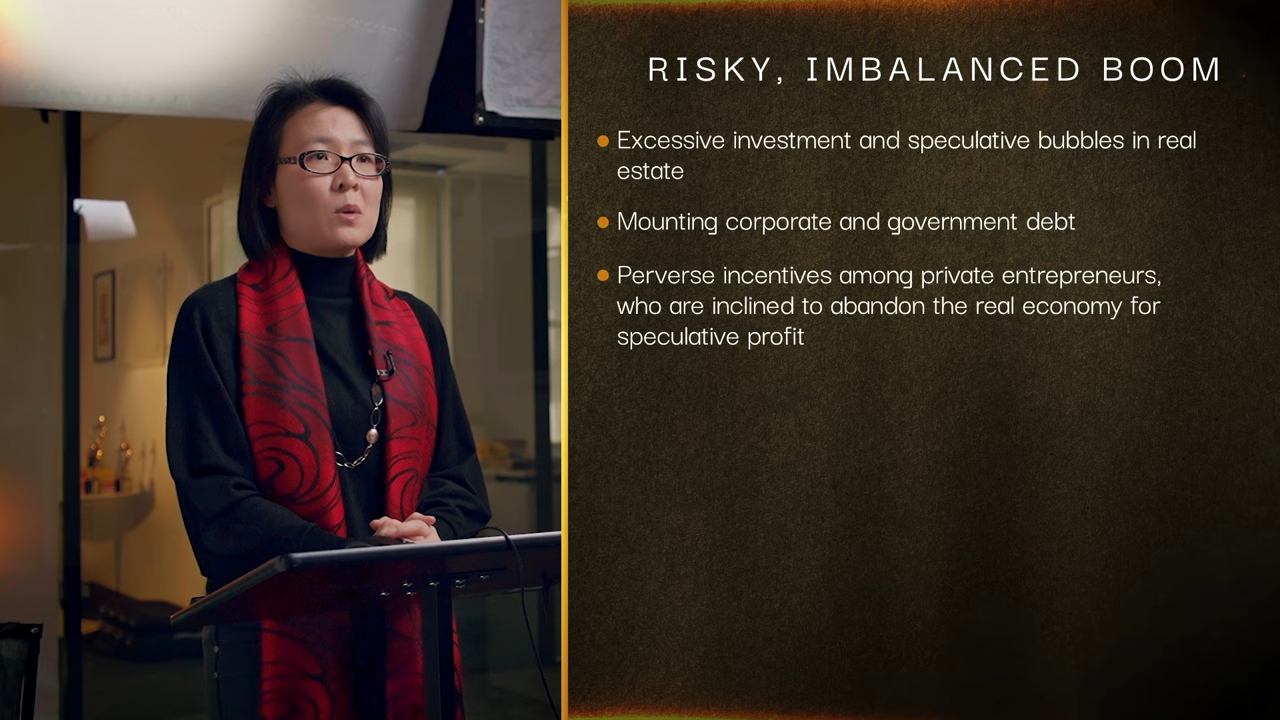 RISKY, IMBALANCED BOOM
Excessive investment and speculative bubbles in real
estate
Mounting corporate and government debt
Perverse incentives among private entrepreneurs,
who are inclined to abandon the real economy for
speculative profit